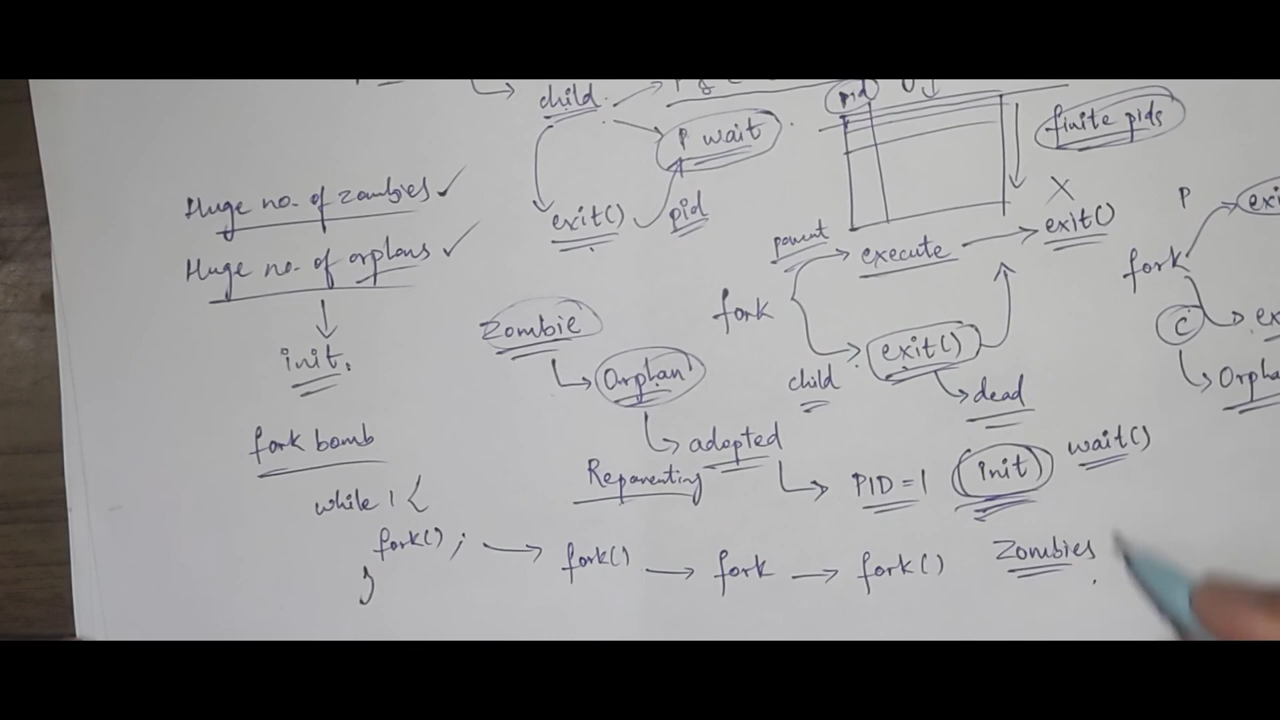 child
P wait
exit()
pid
pid
finite pids
Huge no. of zombies ✓
Huge no. of orphans ✓
init.
fork bomb
while 1 {
fork();
}
fork()
fork
fork()
Zombie
Orphan
adopted
Reparenting
PID = 1
init
wait()
Zombies
parent
execute
X
exit()
fork
child
exit()
dead
P
fork
C